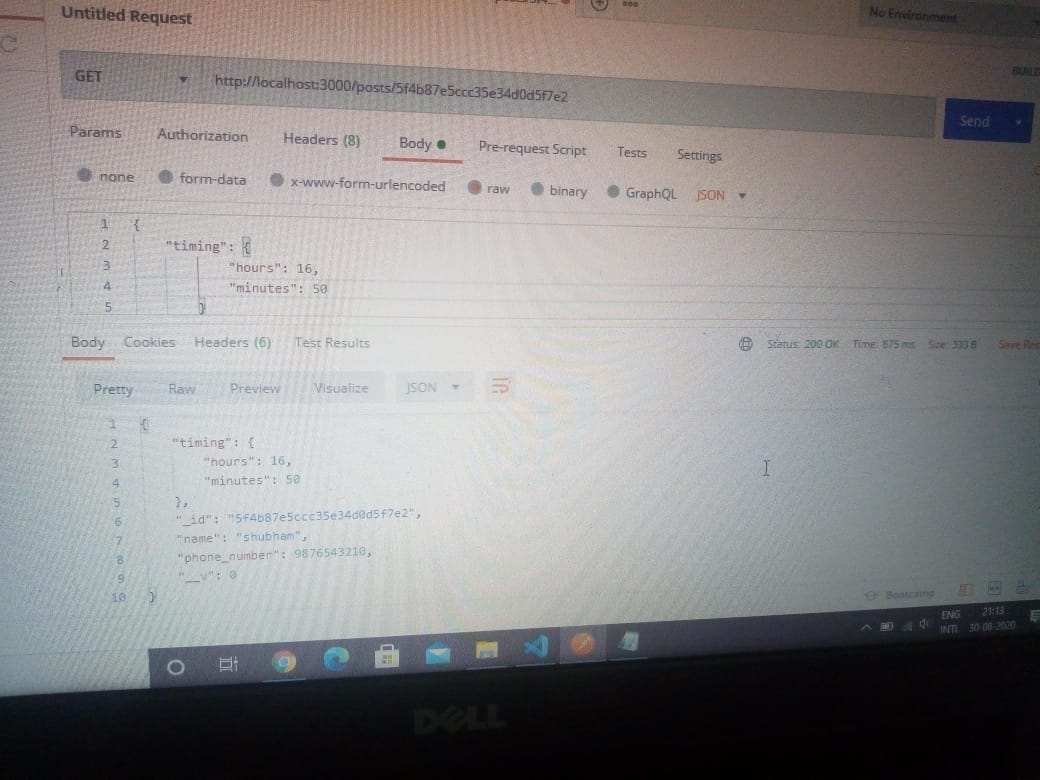 Untitled Request
No Environment
BUILD
GET http://localhost:3000/posts/5f4b87e5ccc35e34d0d5f7e2 Send
Params Authorization Headers (8) Body Pre-request Script Tests Settings
none form-data x-www-form-urlencoded raw binary GraphQL JSON
1 {
2 "timing": {
3 "hours": 16,
4 "minutes": 50
5 }
Body Cookies Headers (6) Test Results Status: 200 OK Time: 875 ms Size: 333 B Save Res
Pretty Raw Preview Visualize JSON
1 {
2 "timing": {
3 "hours": 16,
4 "minutes": 50
5 },
6 "_id": "5f4b87e5ccc35e34d0d5f7e2",
7 "name": "shubham",
8 "phone_number": 9876543210,
9 "__v": 0
10 }
Bootcamp
ENG 21:13
INTL 30-08-2020
DELL